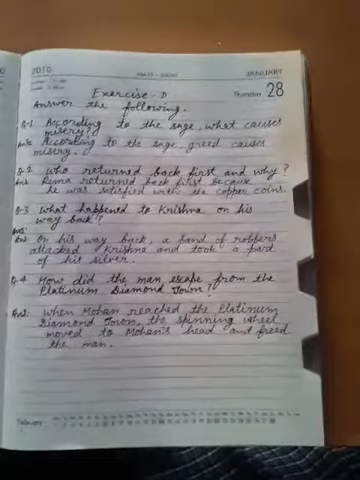 2010
JANUARY
Thursday 28
Exercise-D
Answer the following.
Q-1 According to the sage, what causes
misery?
Ans: According to the sage, greed causes
misery.
Q-2 Who returned back first and why?
Ans: Rima returned back first because
he was satisfied with the copper coins.
Q-3 What happened to Krishna on his
way back?
Ans:
Ans: On his way back, a band of robbers
attacked Krishna and took a part
of his silver.
Q-4 How did the man escape from the
Platinum Diamond Town?
Ans: When Mohan reached the Platinum
Diamond Town, the spinning wheel
moved to Mohan's head and freed
the man.